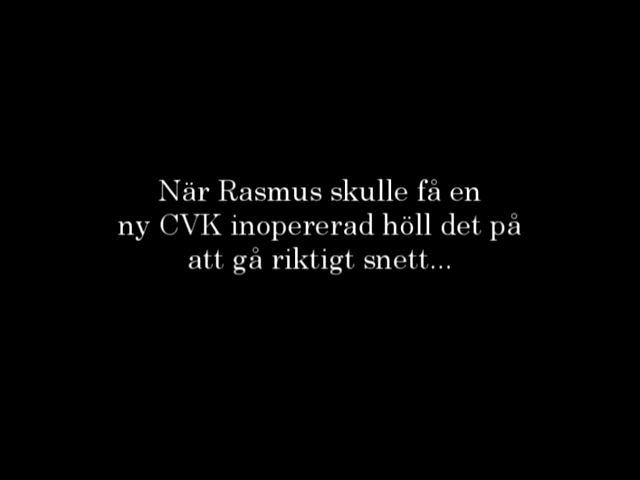 När Rasmus skulle få en
ny CVK inopererad höll det på
att gå riktigt snett...